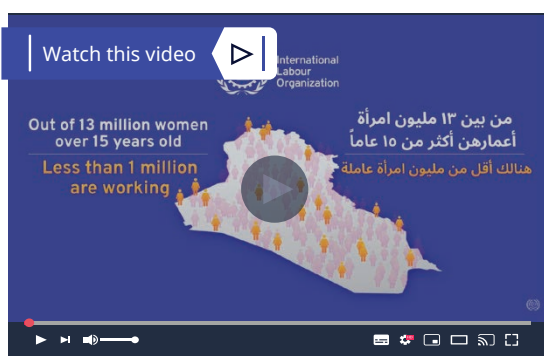 Watch this video
International
Labour
Organization
Out of 13 million women
over 15 years old
Less than 1 million
are working
من بين ١٣ مليون امرأة
أعمارهن أكثر من ١٥ عاماً
هنالك أقل من مليون امرأة عاملة